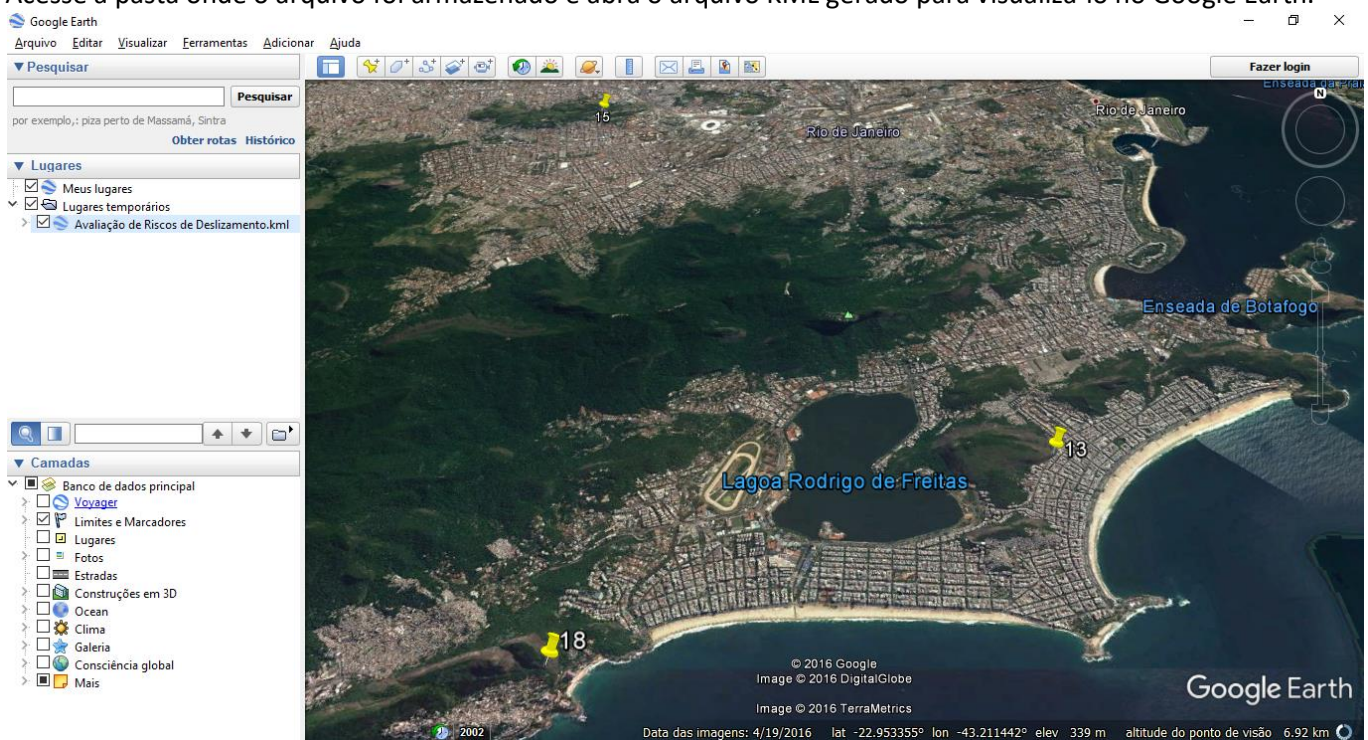 Acesse a pasta onde o arquivo foi armazenado e abra o arquivo KML gerado para visualizá-lo no Google Earth.
Google Earth
Arquivo Editar Visualizar Ferramentas Adicionar Ajuda
Pesquisar
Fazer login
Pesquisar
por exemplo,: piza perto de Massamá, Sintra
Obter rotas Histórico
Lugares
Meus lugares
Lugares temporários
Avaliação de Riscos de Deslizamento.kml
Camadas
Banco de dados principal
Voyager
Limites e Marcadores
Lugares
Fotos
Estradas
Construções em 3D
Ocean
Clima
Galeria
Consciência global
Mais
Enseada da
N
15
Rio de Janeiro
Rio de Janeiro
Enseada de Botafogo
13
Lagoa Rodrigo de Freitas
18
© 2016 Google
Image © 2016 DigitalGlobe
Image © 2016 TerraMetrics
Google Earth
2002
Data das imagens: 4/19/2016 lat -22.953355° lon -43.211442° elev 339 m altitude do ponto de visão 6.92 km